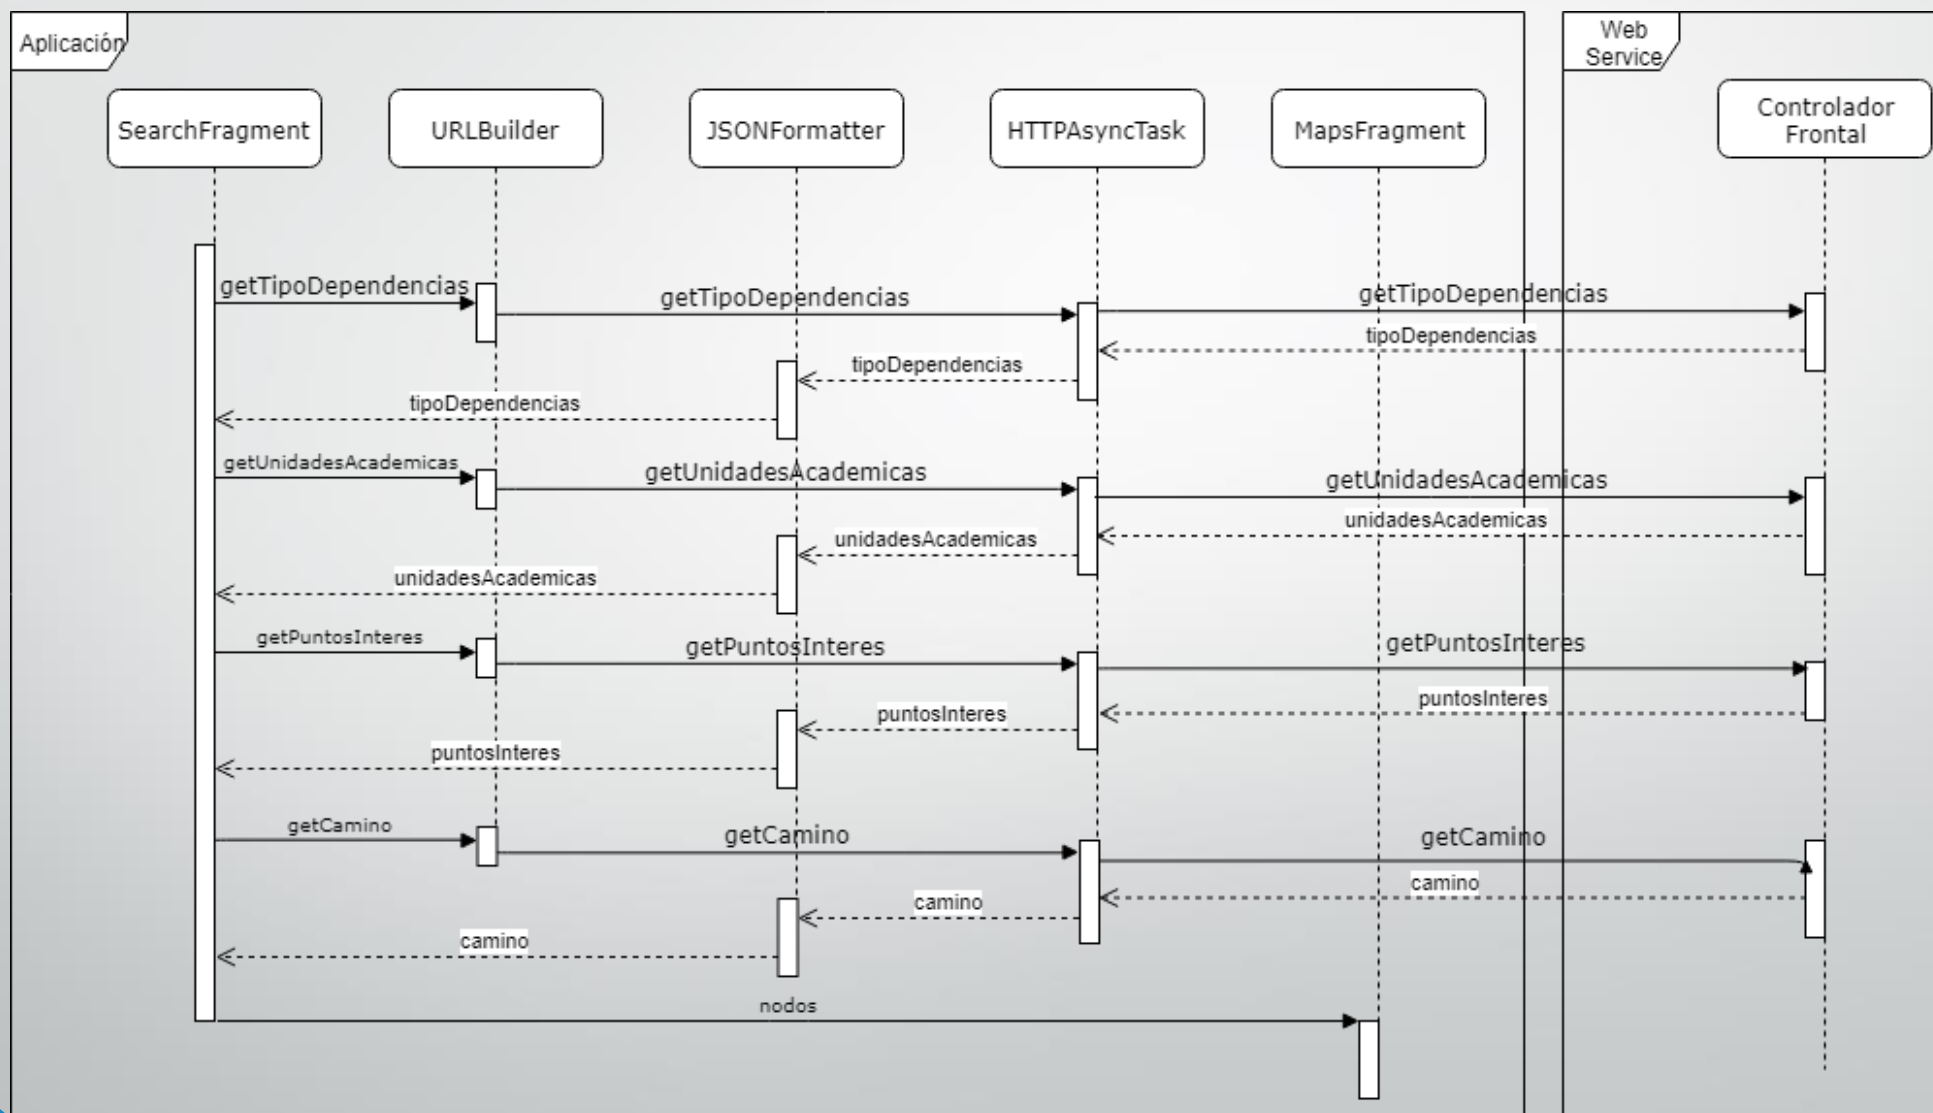 Aplicación
Web
Service
SearchFragment
URLBuilder
JSONFormatter
HTTPAsyncTask
MapsFragment
Controlador
Frontal
getTipoDependencias
getTipoDependencias
getTipoDependencias
tipoDependencias
tipoDependencias
tipoDependencias
getUnidadesAcademicas
getUnidadesAcademicas
getUnidadesAcademicas
unidadesAcademicas
unidadesAcademicas
unidadesAcademicas
getPuntosInteres
getPuntosInteres
getPuntosInteres
puntosInteres
puntosInteres
puntosInteres
getCamino
getCamino
getCamino
camino
camino
camino
nodos